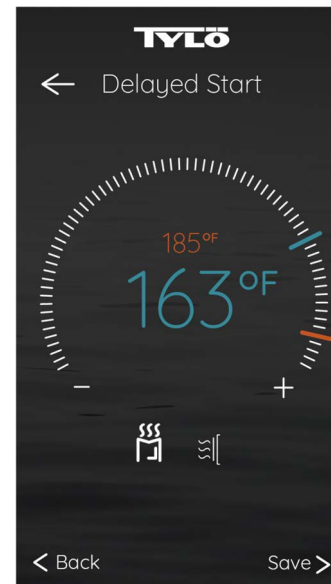 TYLÖ
Delayed Start
185°F
163°F
− +
< Back Save >